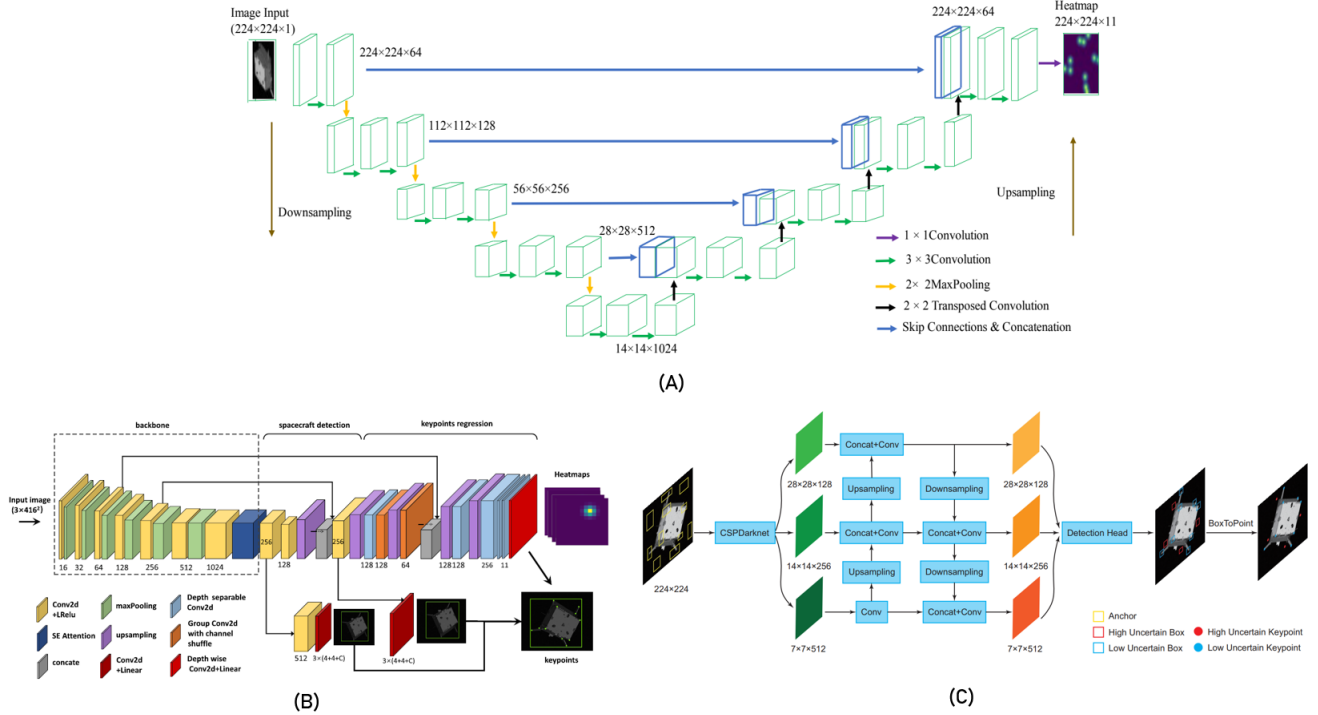 Image Input
(224×224×1)
224×224×64
224×224×64
Heatmap
224×224×11
112×112×128
56×56×256
28×28×512
14×14×1024
Downsampling
Upsampling
1 × 1Convolution
3 × 3Convolution
2× 2MaxPooling
2 × 2 Transposed Convolution
Skip Connections & Concatenation
(A)
backbone
spacecraft detection
keypoints regression
Input image
(3×416²)
Heatmaps
256
256
16 32 64 128 256 512 1024 128 128 128 64 128 128 256 11
Conv2d
+LRelu
maxPooling
Depth separable
Conv2d
SE Attention
upsampling
Group Conv2d
with channel
shuffle
concate
Conv2d
+Linear
Depth wise
Conv2d+Linear
512 3×(4+4+C)
3×(4+4+C)
keypoints
(B)
224×224
CSPDarknet
28×28×128
14×14×256
7×7×512
Concat+Conv
Upsampling
Downsampling
Concat+Conv
Concat+Conv
Upsampling
Downsampling
Conv
Concat+Conv
28×28×128
14×14×256
7×7×512
Detection Head
BoxToPoint
Anchor
High Uncertain Box
High Uncertain Keypoint
Low Uncertain Box
Low Uncertain Keypoint
(C)